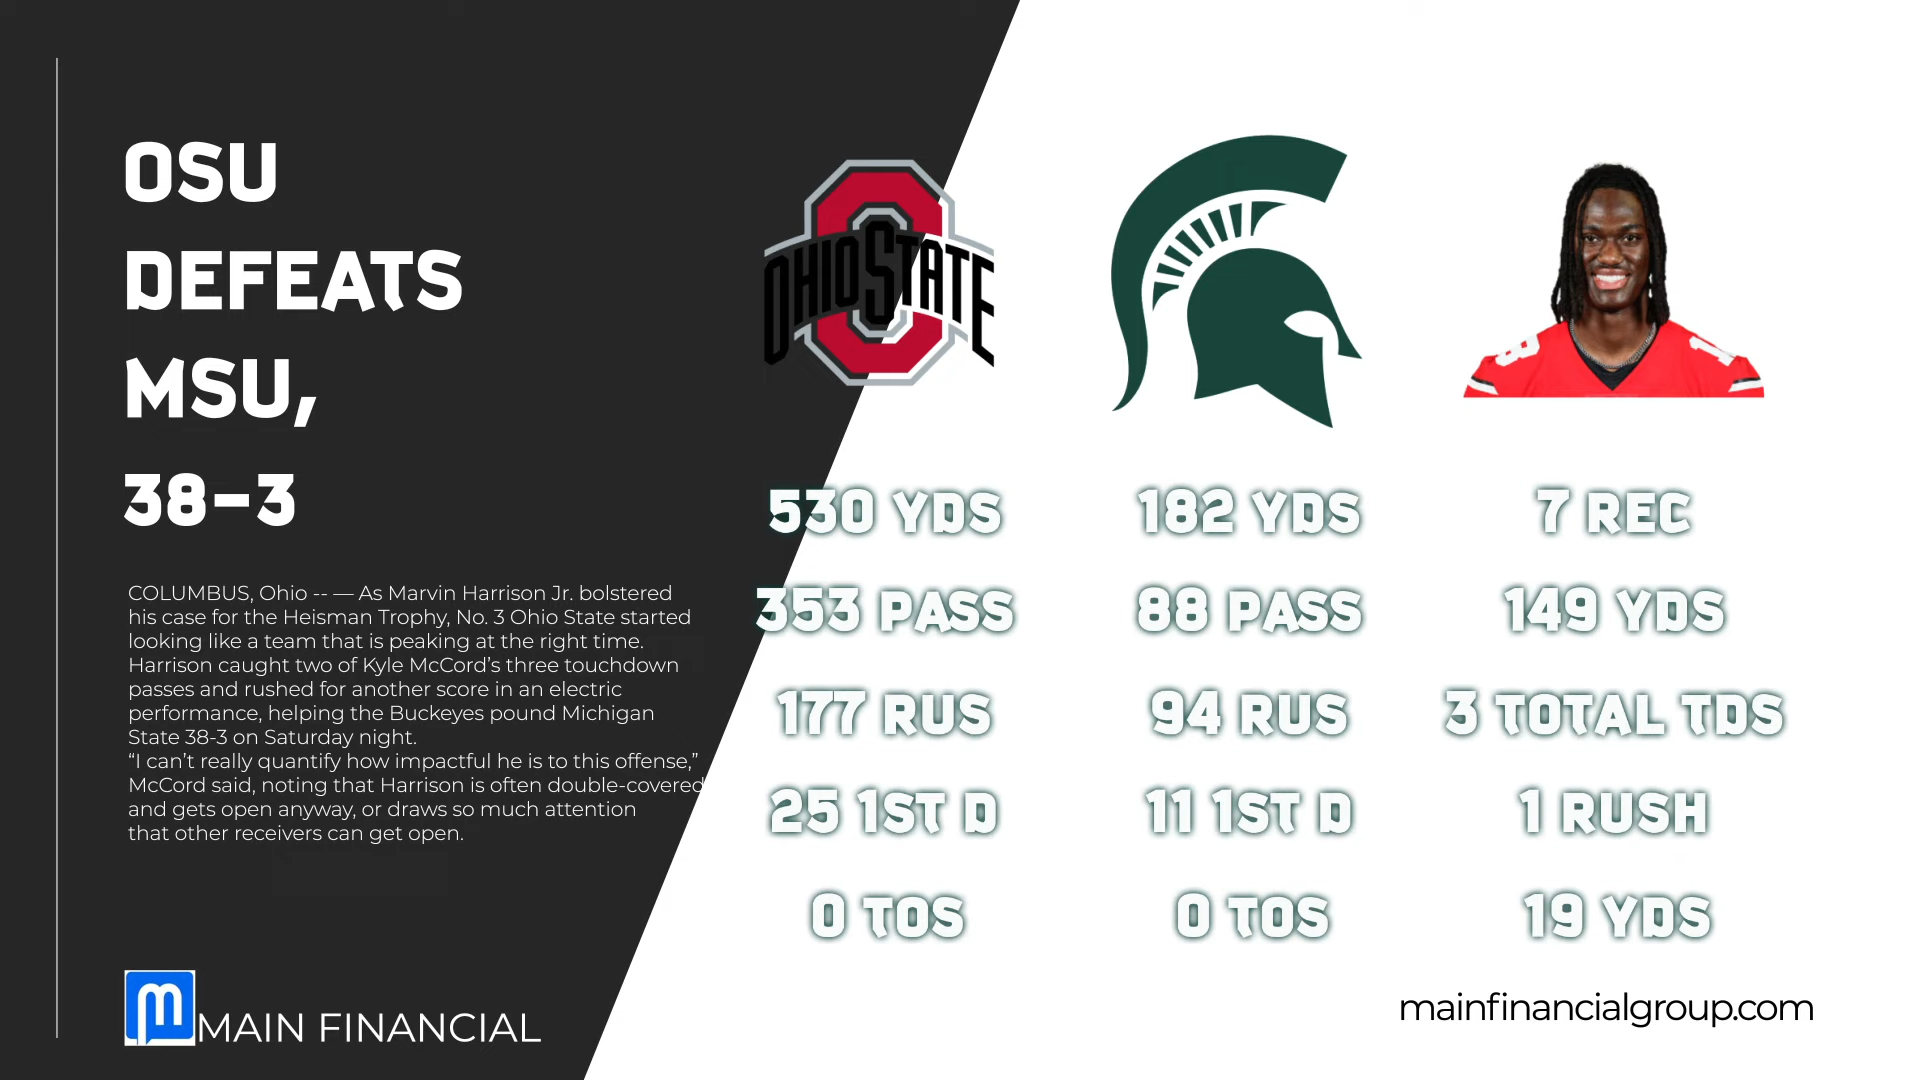 OSU
DEFEATS
MSU,
38-3
COLUMBUS, Ohio -- — As Marvin Harrison Jr. bolstered
his case for the Heisman Trophy, No. 3 Ohio State started
looking like a team that is peaking at the right time.
Harrison caught two of Kyle McCord’s three touchdown
passes and rushed for another score in an electric
performance, helping the Buckeyes pound Michigan
State 38-3 on Saturday night.
“I can’t really quantify how impactful he is to this offense,”
McCord said, noting that Harrison is often double-covered
and gets open anyway, or draws so much attention
that other receivers can get open.
m MAIN FINANCIAL
OHIO STATE
18
530 YDS 182 YDS 7 REC
353 PASS 88 PASS 149 YDS
177 RUS 94 RUS 3 TOTAL TDS
25 1ST D 11 1ST D 1 RUSH
0 TOS 0 TOS 19 YDS
mainfinancialgroup.com